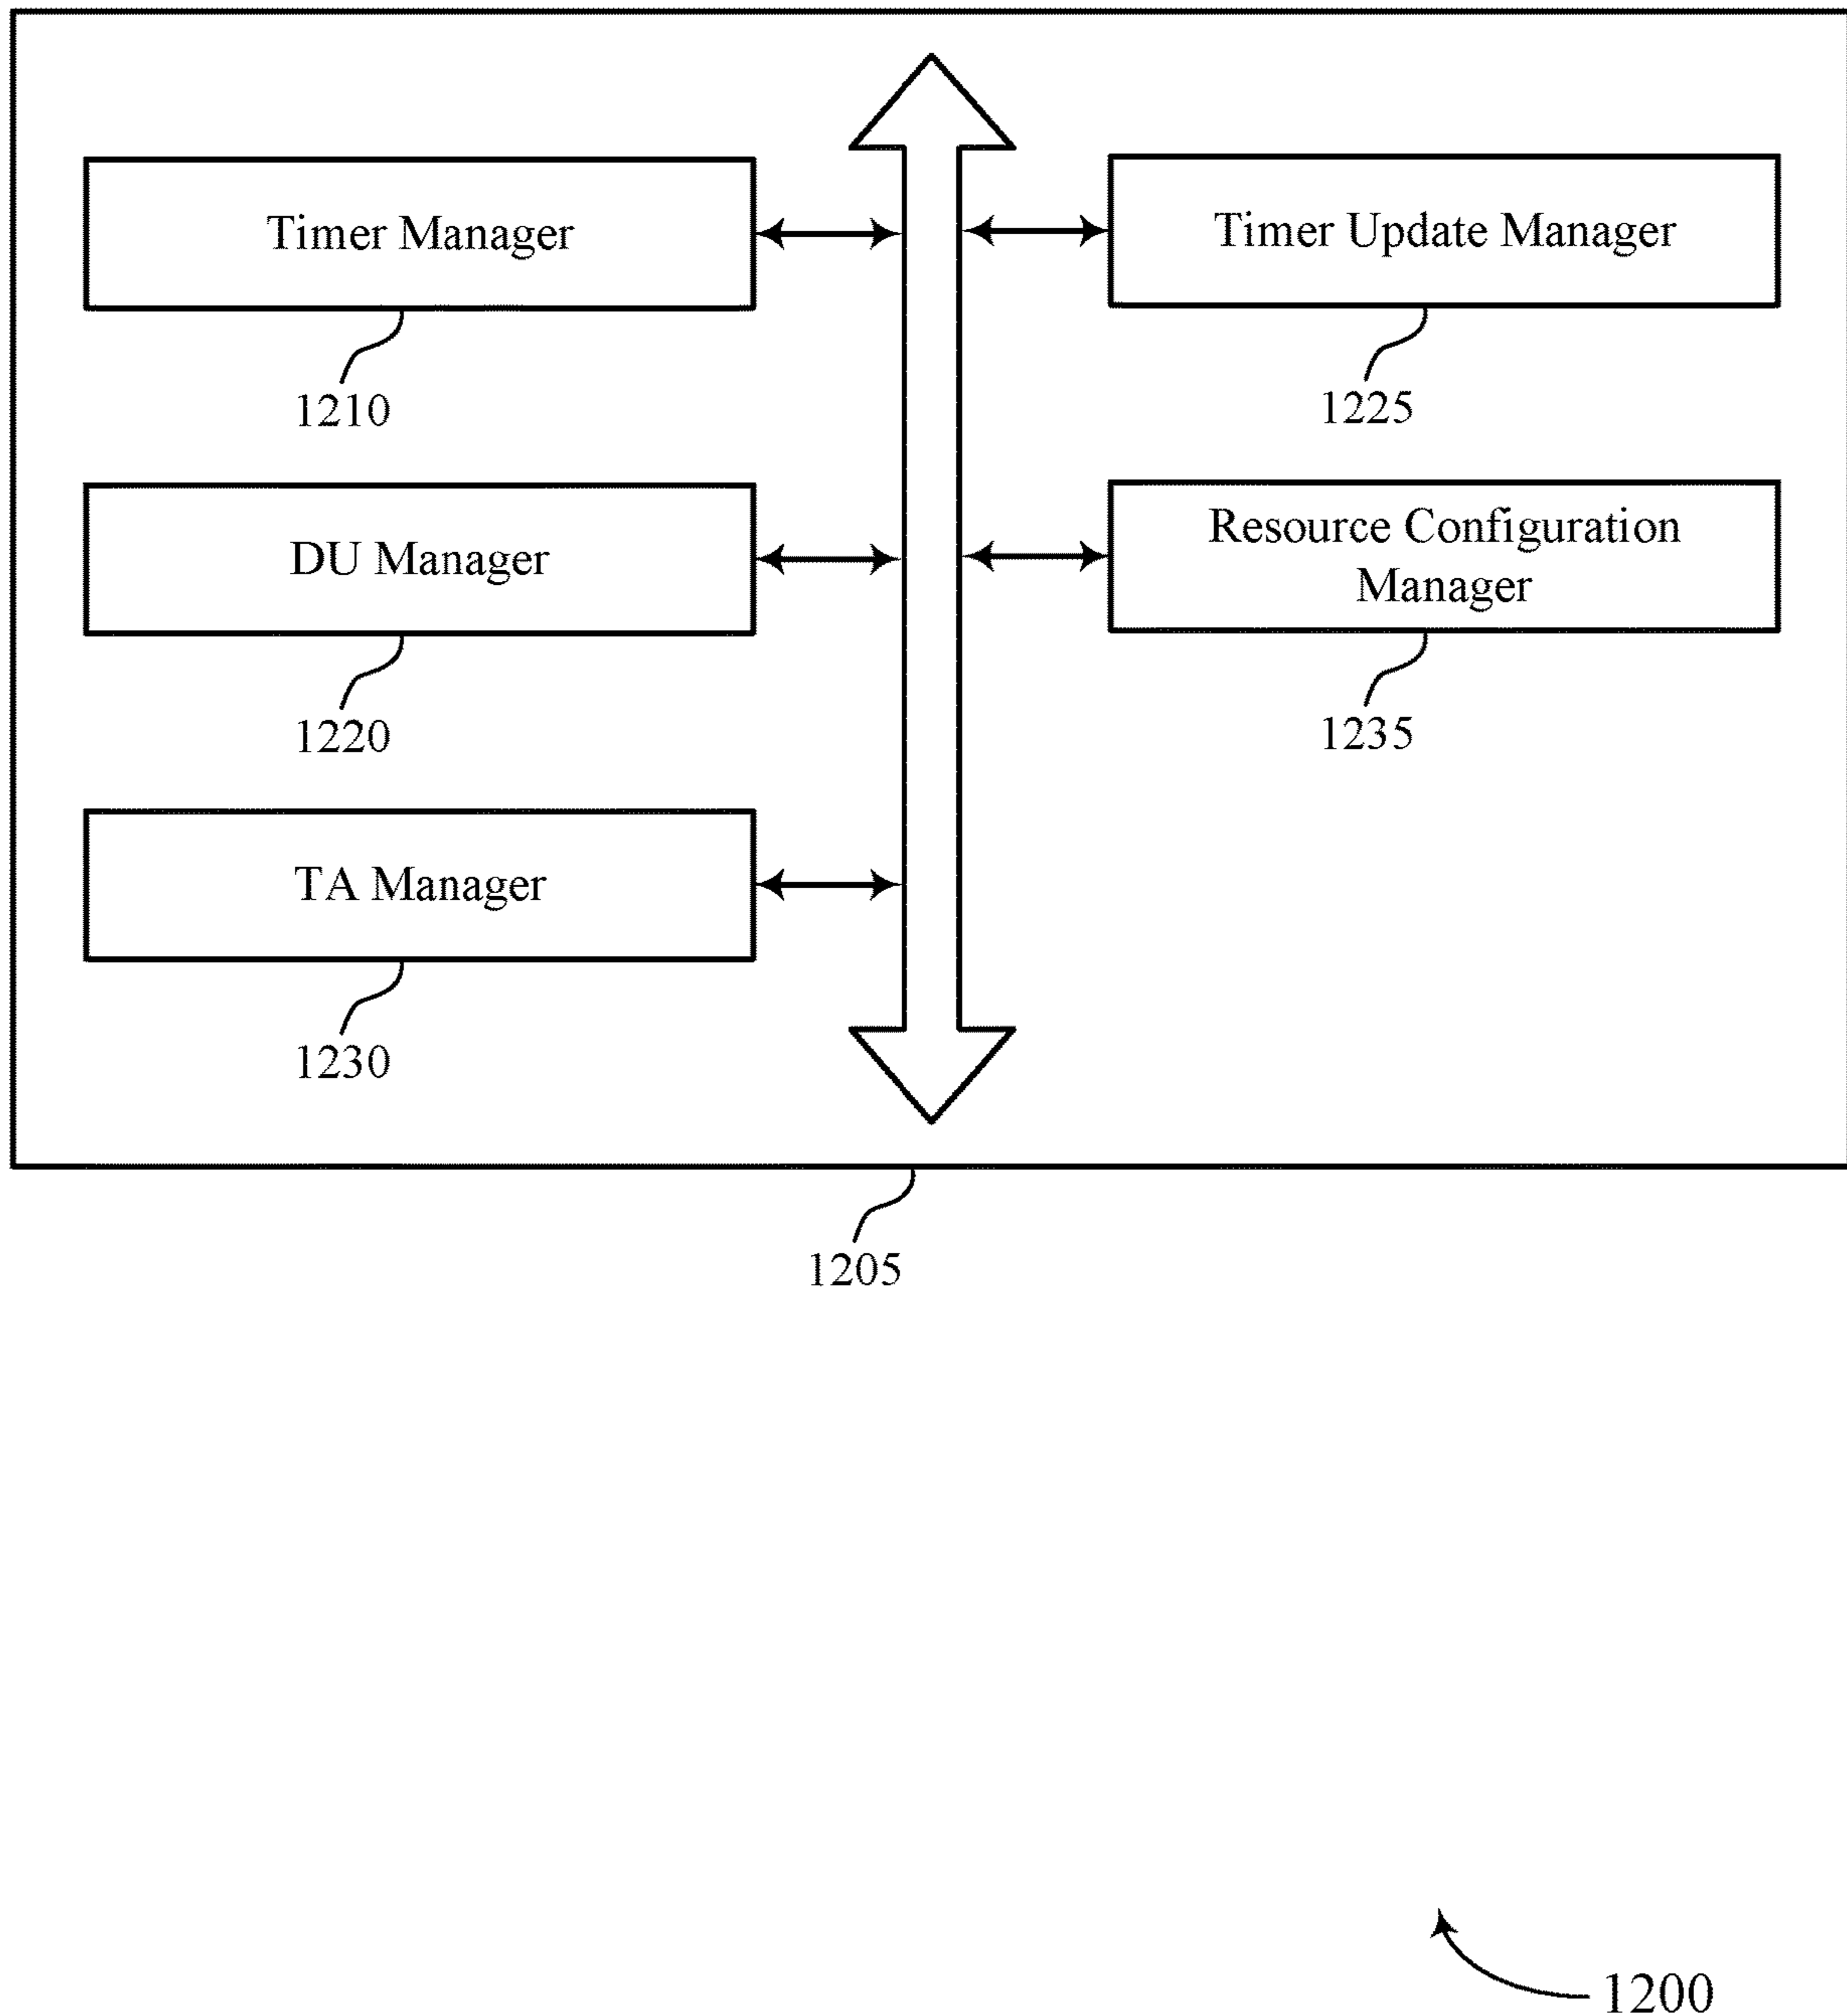 Timer Manager
1210
Timer Update Manager
1225
DU Manager
1220
Resource Configuration
Manager
1235
TA Manager
1230
1205
1200